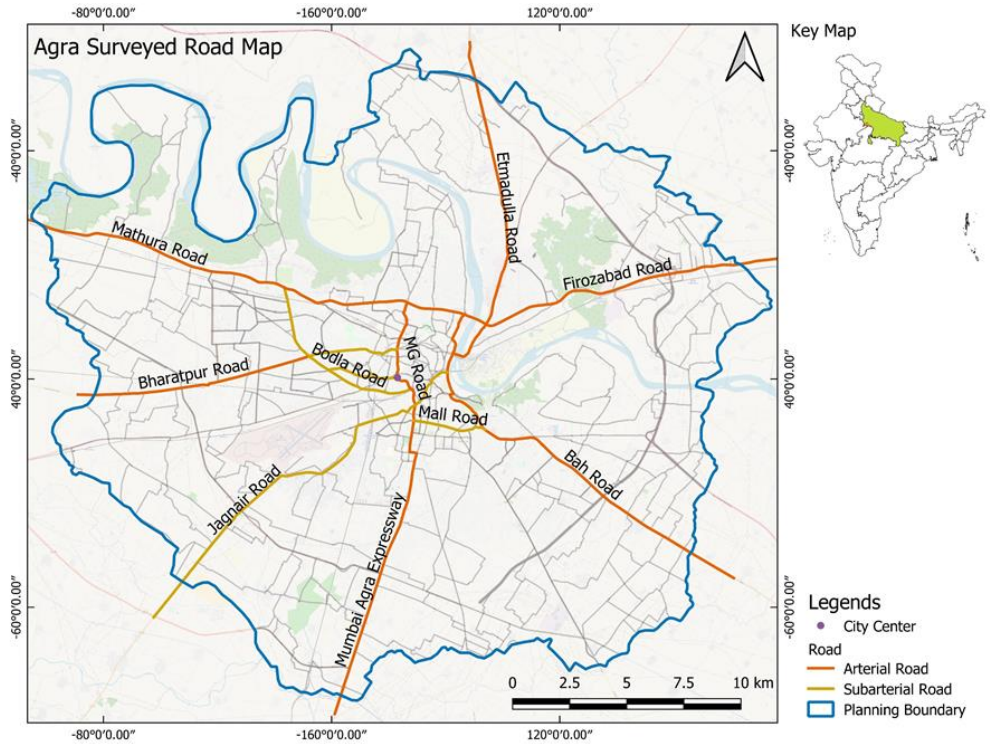 -80°0'0.00"
-160°0'0.00"
120°0'0.00"
Agra Surveyed Road Map
Key Map
-40°0'0.00"
-40°0'0.00"
Etmadulla Road
Mathura Road
Firozabad Road
MG Road
Bodla Road
Bharatpur Road
40°0'0.00"
40°0'0.00"
Mall Road
Bah Road
Jagnair Road
Mumbai Agra Expressway
-60°0'0.00"
-60°0'0.00"
Legends
City Center
Road
Arterial Road
Subarterial Road
Planning Boundary
0 2.5 5 7.5 10 km
-80°0'0.00"
-160°0'0.00"
120°0'0.00"